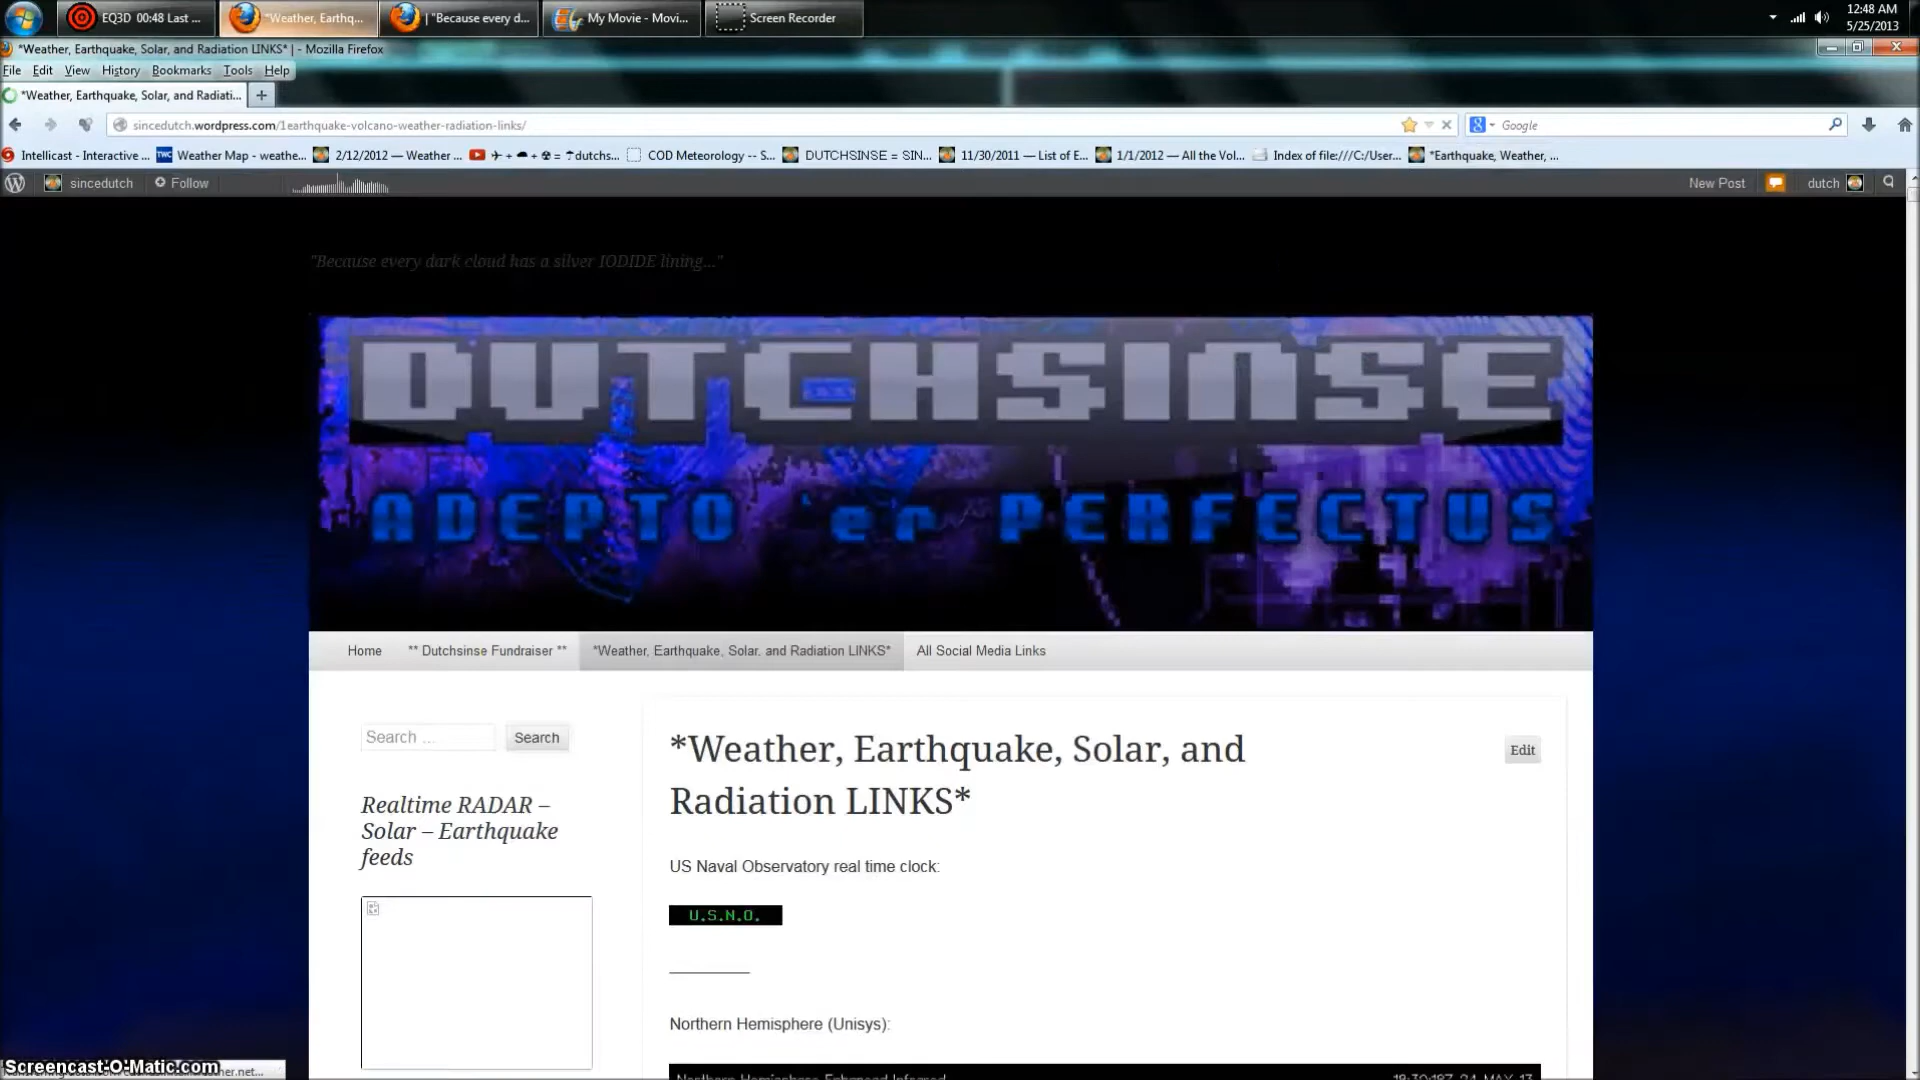 EQ3D 00:48 Last ...
"Weather, Earthq...
| "Because every d...
My Movie - Movi...
Screen Recorder
12:48 AM
5/25/2013
*Weather, Earthquake, Solar, and Radiation LINKS* | - Mozilla Firefox
File Edit View History Bookmarks Tools Help
*Weather, Earthquake, Solar, and Radiati...
sincedutch.wordpress.com/1earthquake-volcano-weather-radiation-links/
Google
Intellicast - Interactive ...
Weather Map - weathe...
2/12/2012 — Weather ...
COD Meteorology -- S...
DUTCHSINSE = SIN...
11/30/2011 — List of E...
1/1/2012 — All the Vol...
Index of file:///C:/User...
*Earthquake, Weather, ...
sincedutch
Follow
New Post
dutch
"Because every dark cloud has a silver IODIDE lining..."
DUTCHSINSE
ADEPTO 'er PERFECTUS
Home
** Dutchsinse Fundraiser **
*Weather, Earthquake, Solar. and Radiation LINKS*
All Social Media Links
Search ...
Search
*Weather, Earthquake, Solar, and
Radiation LINKS*
Edit
Realtime RADAR –
Solar – Earthquake
feeds
US Naval Observatory real time clock:
U.S.N.O.
Northern Hemisphere (Unisys):
Screencast-O-Matic.com